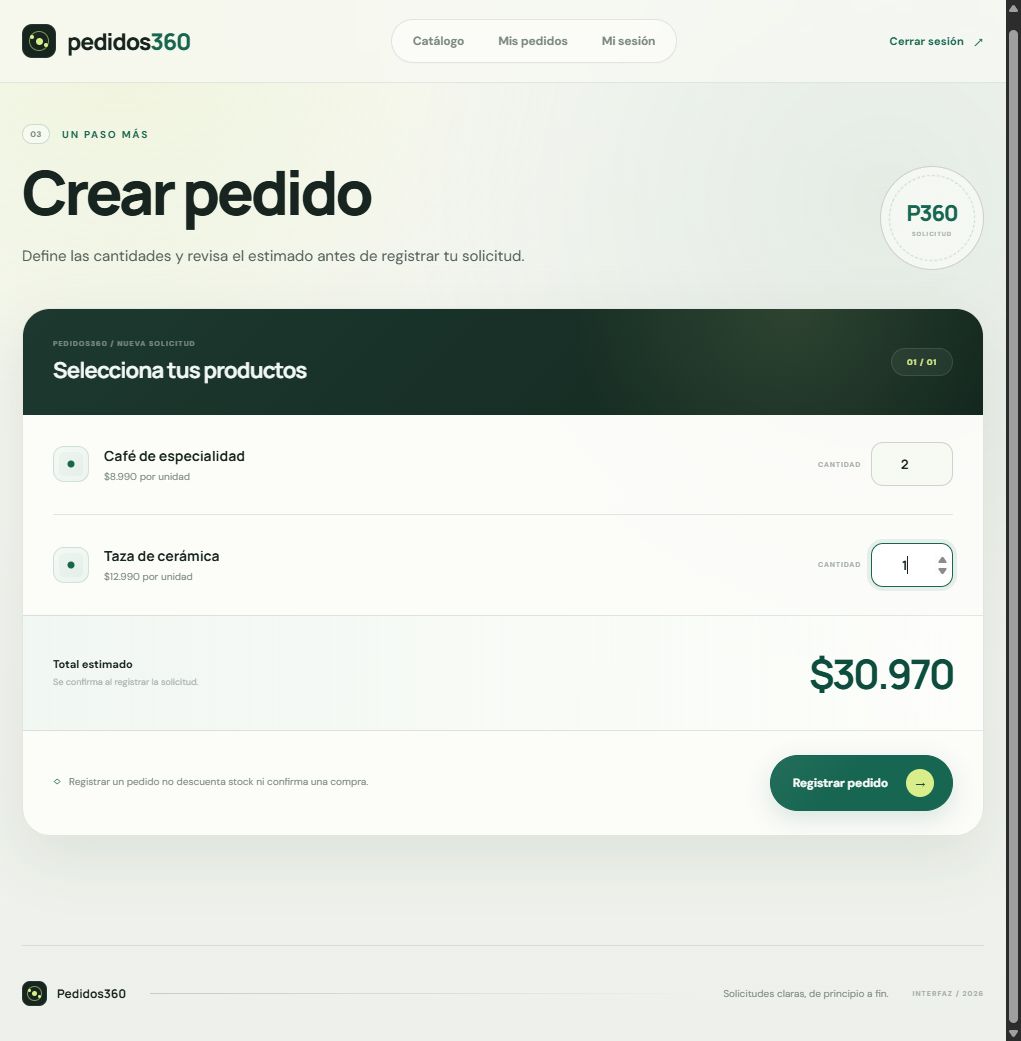 pedidos360
Catálogo Mis pedidos Mi sesión
Cerrar sesión ↗
03 UN PASO MÁS
Crear pedido
Define las cantidades y revisa el estimado antes de registrar tu solicitud.
P360
SOLICITUD
PEDIDOS360 / NUEVA SOLICITUD
Selecciona tus productos
01 / 01
Café de especialidad
$8.990 por unidad
CANTIDAD 2
Taza de cerámica
$12.990 por unidad
CANTIDAD 1
Total estimado
Se confirma al registrar la solicitud.
$30.970
Registrar un pedido no descuenta stock ni confirma una compra.
Registrar pedido →
Pedidos360
Solicitudes claras, de principio a fin.
INTERFAZ / 2026